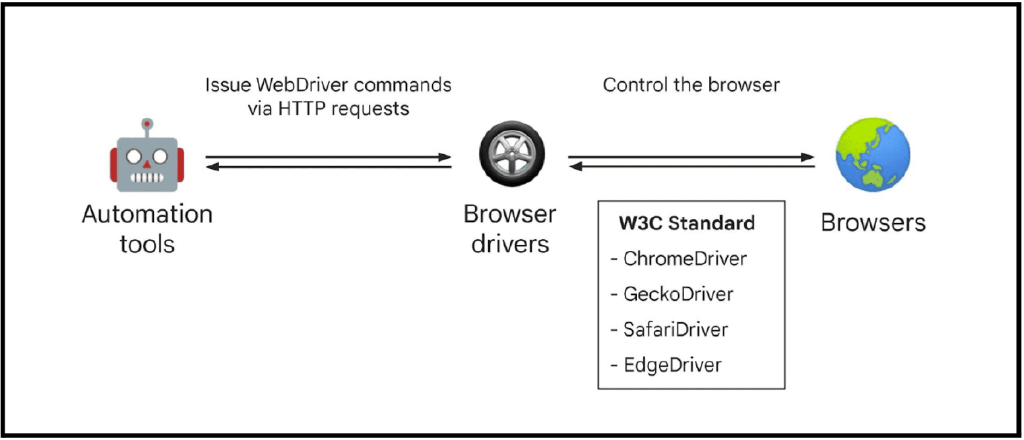 Issue WebDriver commands
via HTTP requests
Control the browser
Automation
tools
Browser
drivers
Browsers
W3C Standard
- ChromeDriver
- GeckoDriver
- SafariDriver
- EdgeDriver